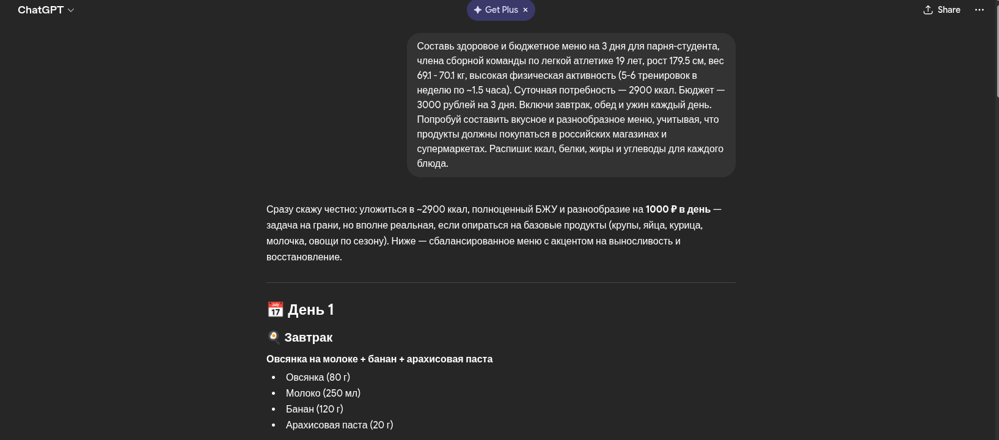 ChatGPT
Get Plus ×
Share
Составь здоровое и бюджетное меню на 3 дня для парня-студента,
члена сборной команды по легкой атлетике 19 лет, рост 179.5 см, вес
69.1 - 70.1 кг, высокая физическая активность (5-6 тренировок в
неделю по ~1.5 часа). Суточная потребность — 2900 ккал. Бюджет —
3000 рублей на 3 дня. Включи завтрак, обед и ужин каждый день.
Попробуй составить вкусное и разнообразное меню, учитывая, что
продукты должны покупаться в российских магазинах и
супермаркетах. Распиши: ккал, белки, жиры и углеводы для каждого
блюда.
Сразу скажу честно: уложиться в ~2900 ккал, полноценный БЖУ и разнообразие на 1000 ₽ в день —
задача на грани, но вполне реальная, если опираться на базовые продукты (крупы, яйца, курица,
молочка, овощи по сезону). Ниже — сбалансированное меню с акцентом на выносливость и
восстановление.
📅 День 1
🍳 Завтрак
Овсянка на молоке + банан + арахисовая паста
• Овсянка (80 г)
• Молоко (250 мл)
• Банан (120 г)
• Арахисовая паста (20 г)